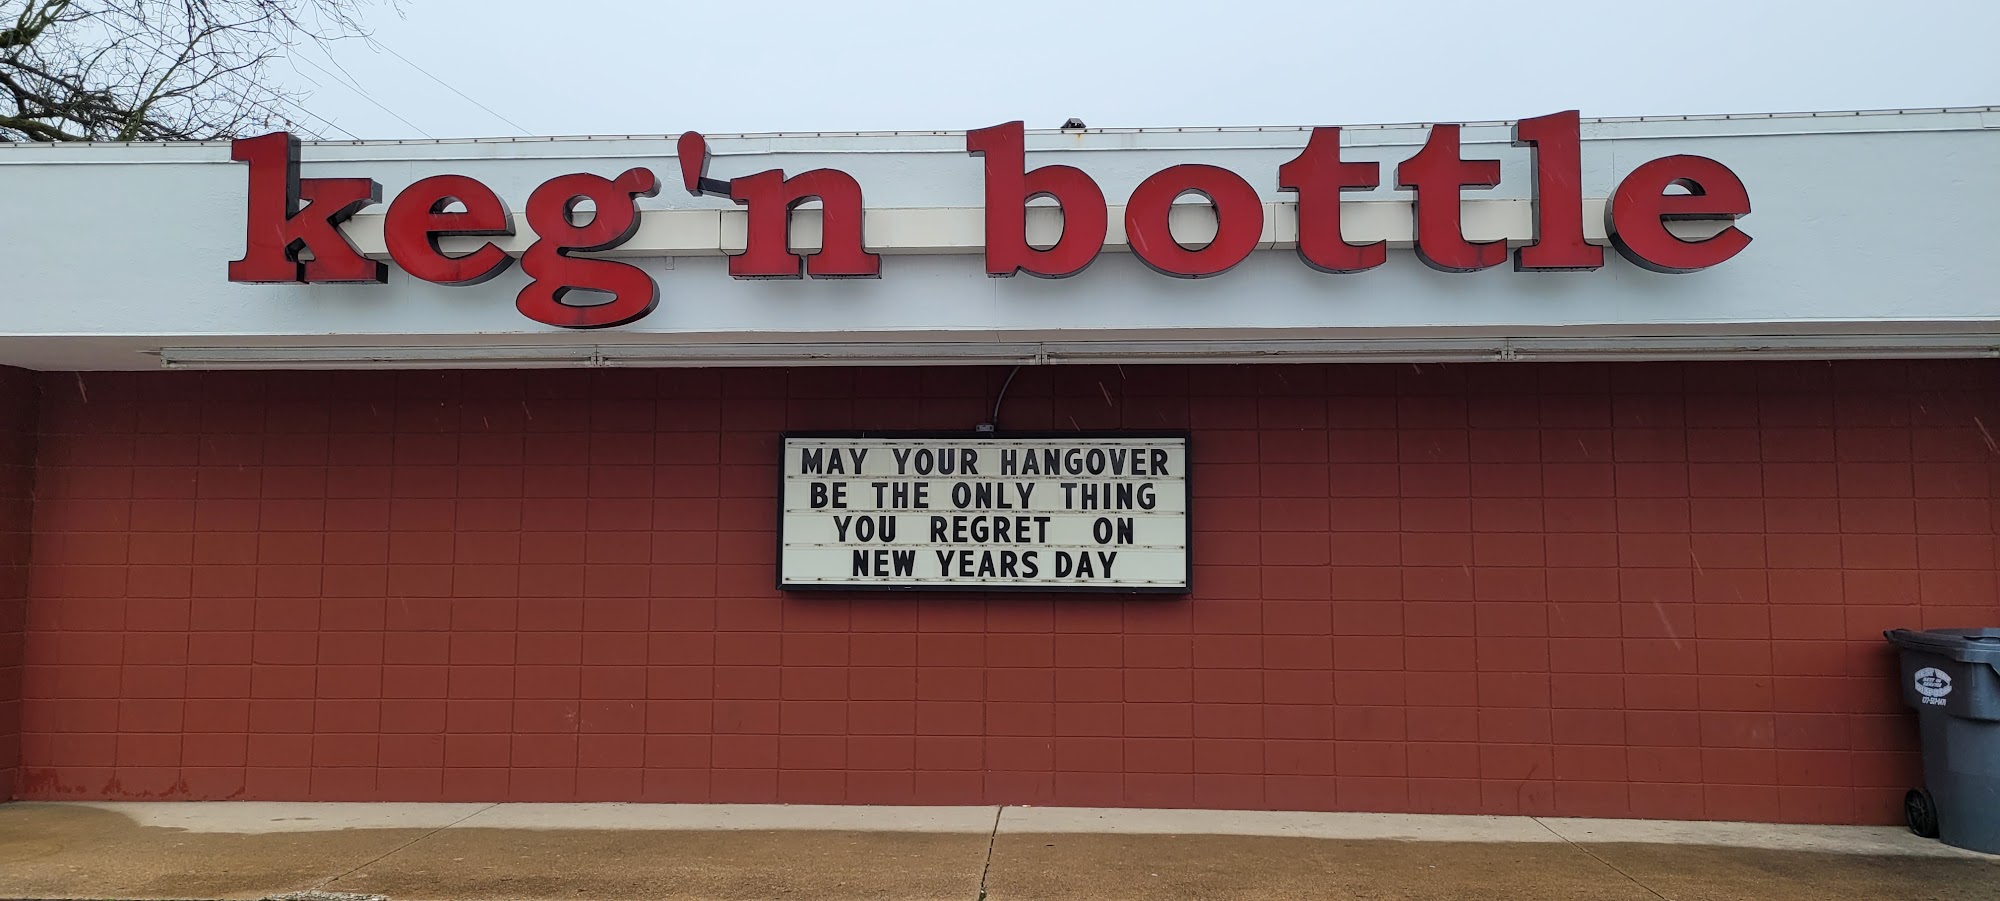 keg'n bottle
MAY YOUR HANGOVER
BE THE ONLY THING
YOU REGRET ON
NEW YEARS DAY